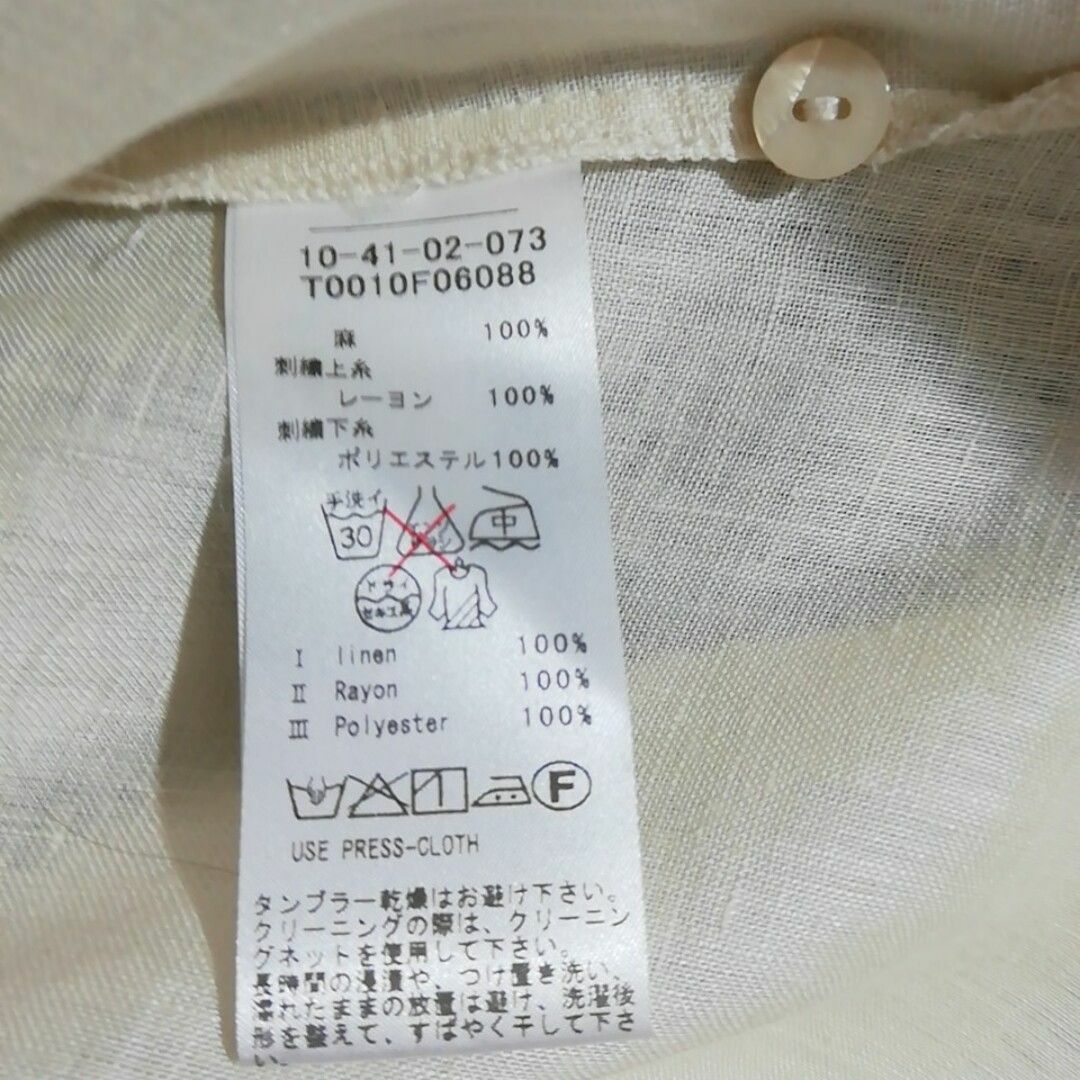 10-41-02-073
T0010F06088
麻 100%
刺繍上糸
レーヨン 100%
刺繍下糸
ポリエステル100%
手洗イ
30
中
ドライ
セキユ系
I linen 100%
II Rayon 100%
III Polyester 100%
F
USE PRESS-CLOTH
タンブラー乾燥はお避け下さい。
クリーニングの際は、クリーニン
グネットを使用して下さい。
長時間の浸漬や、つけ置き洗い、
濡れたままの放置は避け、洗濯後
形を整えて、すばやく干して下さ
い。